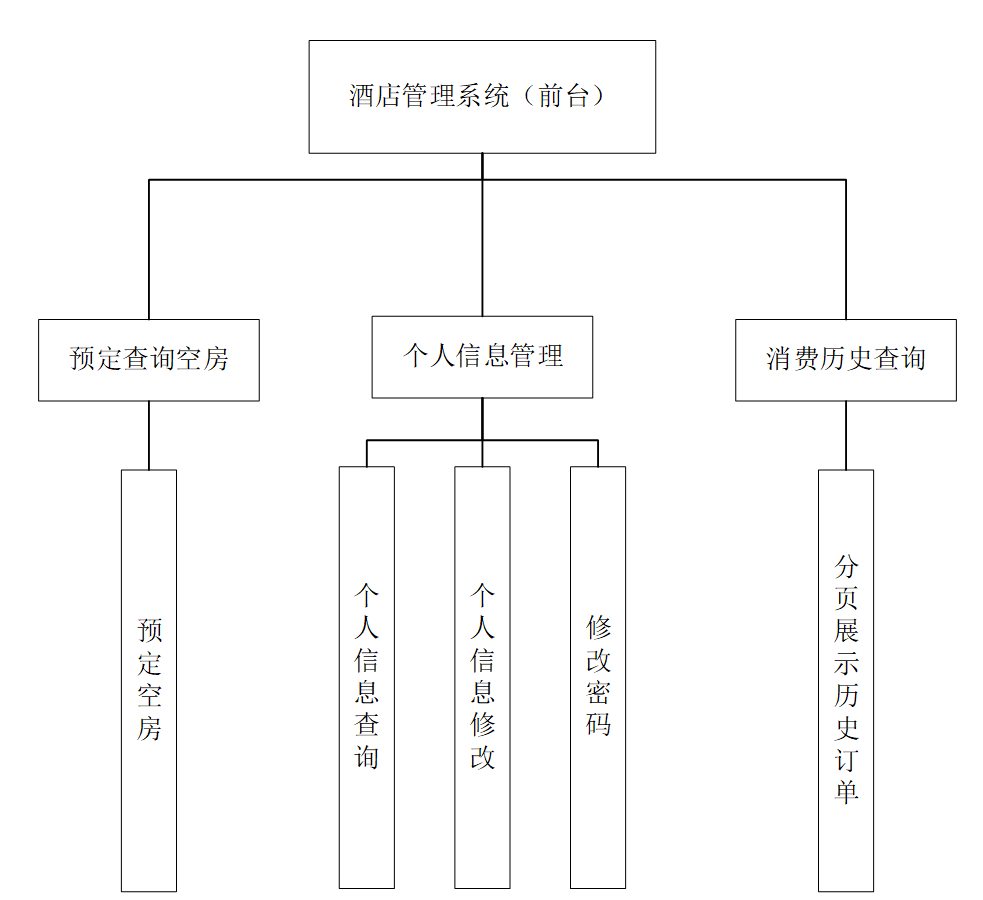 酒店管理系统（前台）
预定查询空房
个人信息管理
消费历史查询
预定空房
个人信息查询
个人信息修改
修改密码
分页展示历史订单